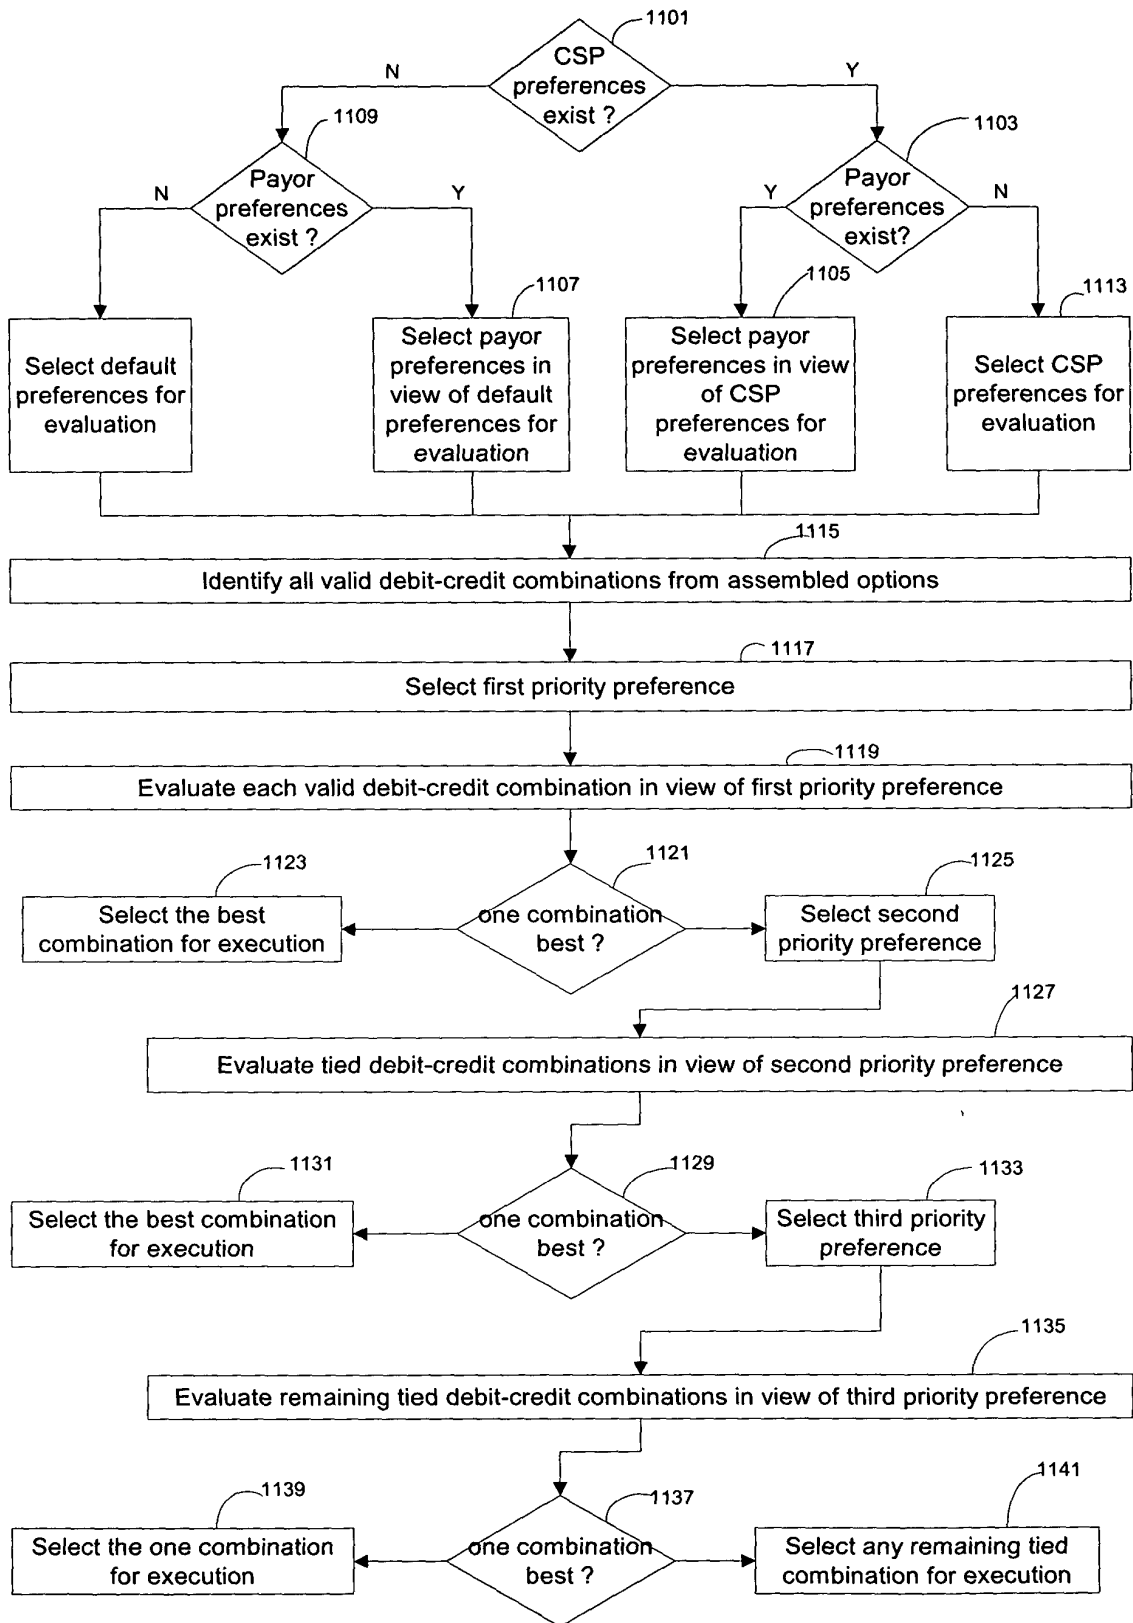 1101
CSP
preferences
exist ?
N
Y
1109
1103
Payor
preferences
exist ?
N
Y
Payor
preferences
exist?
Y
N
1107
1105
1113
Select default
preferences for
evaluation
Select payor
preferences in
view of default
preferences for
evaluation
Select payor
preferences in view
of CSP
preferences for
evaluation
Select CSP
preferences for
evaluation
1115
Identify all valid debit-credit combinations from assembled options
1117
Select first priority preference
1119
Evaluate each valid debit-credit combination in view of first priority preference
1123
1121
1125
Select the best
combination for execution
one combination
best ?
Select second
priority preference
1127
Evaluate tied debit-credit combinations in view of second priority preference
1131
1129
1133
Select the best combination
for execution
one combination
best ?
Select third priority
preference
1135
Evaluate remaining tied debit-credit combinations in view of third priority preference
1139
1137
1141
Select the one combination
for execution
one combination
best ?
Select any remaining tied
combination for execution